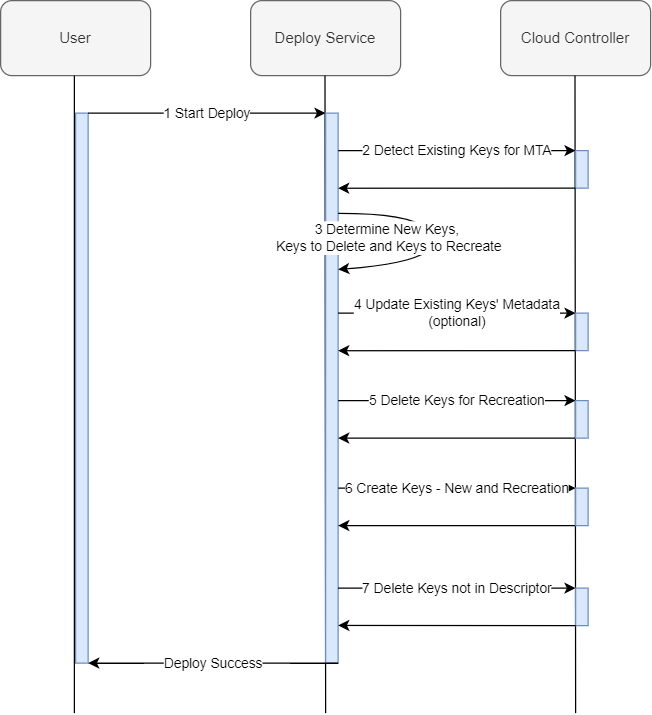 User
Deploy Service
Cloud Controller
1 Start Deploy
2 Detect Existing Keys for MTA
3 Determine New Keys,
Keys to Delete and Keys to Recreate
4 Update Existing Keys' Metadata
(optional)
5 Delete Keys for Recreation
6 Create Keys - New and Recreation
7 Delete Keys not in Descriptor
Deploy Success